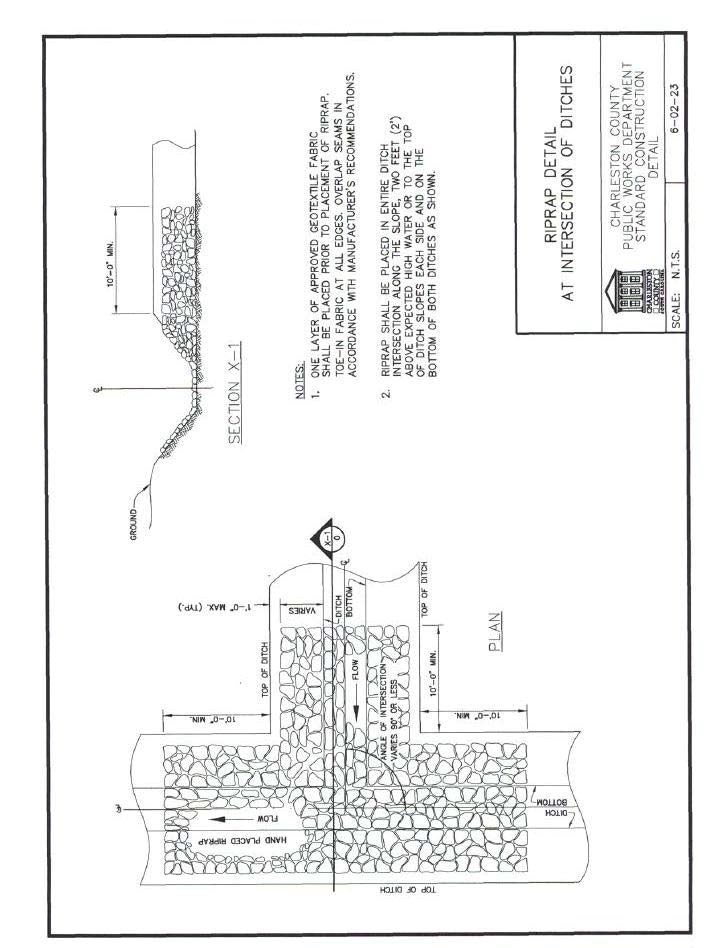 10'-0" MIN.
℄
SECTION X-1
GROUND
NOTES:
1. ONE LAYER OF APPROVED GEOTEXTILE FABRIC
SHALL BE PLACED PRIOR TO PLACEMENT OF RIPRAP.
TOE-IN FABRIC AT ALL EDGES. OVERLAP SEAMS IN
ACCORDANCE WITH MANUFACTURER'S RECOMMENDATIONS.
2. RIPRAP SHALL BE PLACED IN ENTIRE DITCH
INTERSECTION ALONG THE SLOPE, TWO FEET (2')
ABOVE EXPECTED HIGH WATER OR TO THE TOP
OF DITCH SLOPES EACH SIDE AND ON THE
BOTTOM OF BOTH DITCHES AS SHOWN.
X-1
0
℄
1'-0" MAX. (TYP.)
VARIES
DITCH
BOTTOM
TOP OF DITCH
TOP OF DITCH
FLOW
ANGLE OF INTERSECTION
VARIES 90° OR LESS
10'-0" MIN.
10'-0" MIN.
10'-0" MIN.
PLAN
℄
FLOW
HAND PLACED RIPRAP
BOTTOM
DITCH
TOP OF DITCH
RIPRAP DETAIL
AT INTERSECTION OF DITCHES
CHARLESTON COUNTY
PUBLIC WORKS DEPARTMENT
STANDARD CONSTRUCTION
DETAIL
CHARLESTON
COUNTY
SOUTH CAROLINA
SCALE: N.T.S.
6-02-23